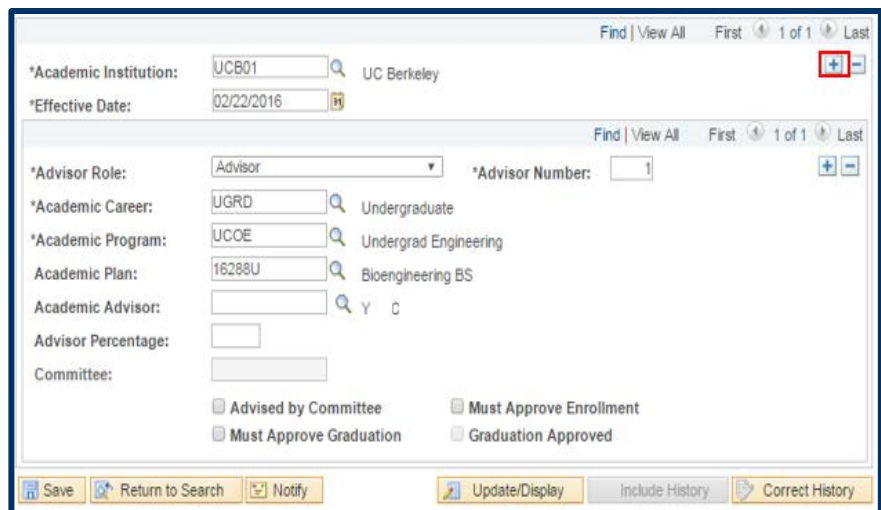 Find | View All First 1 of 1 Last
*Academic Institution: UCB01 UC Berkeley
*Effective Date: 02/22/2016
Find | View All First 1 of 1 Last
*Advisor Role: Advisor *Advisor Number: 1
*Academic Career: UGRD Undergraduate
*Academic Program: UCOE Undergrad Engineering
Academic Plan: 16288U Bioengineering BS
Academic Advisor: Y C
Advisor Percentage:
Committee:
Advised by Committee Must Approve Enrollment
Must Approve Graduation Graduation Approved
Save Return to Search Notify Update/Display Include History Correct History